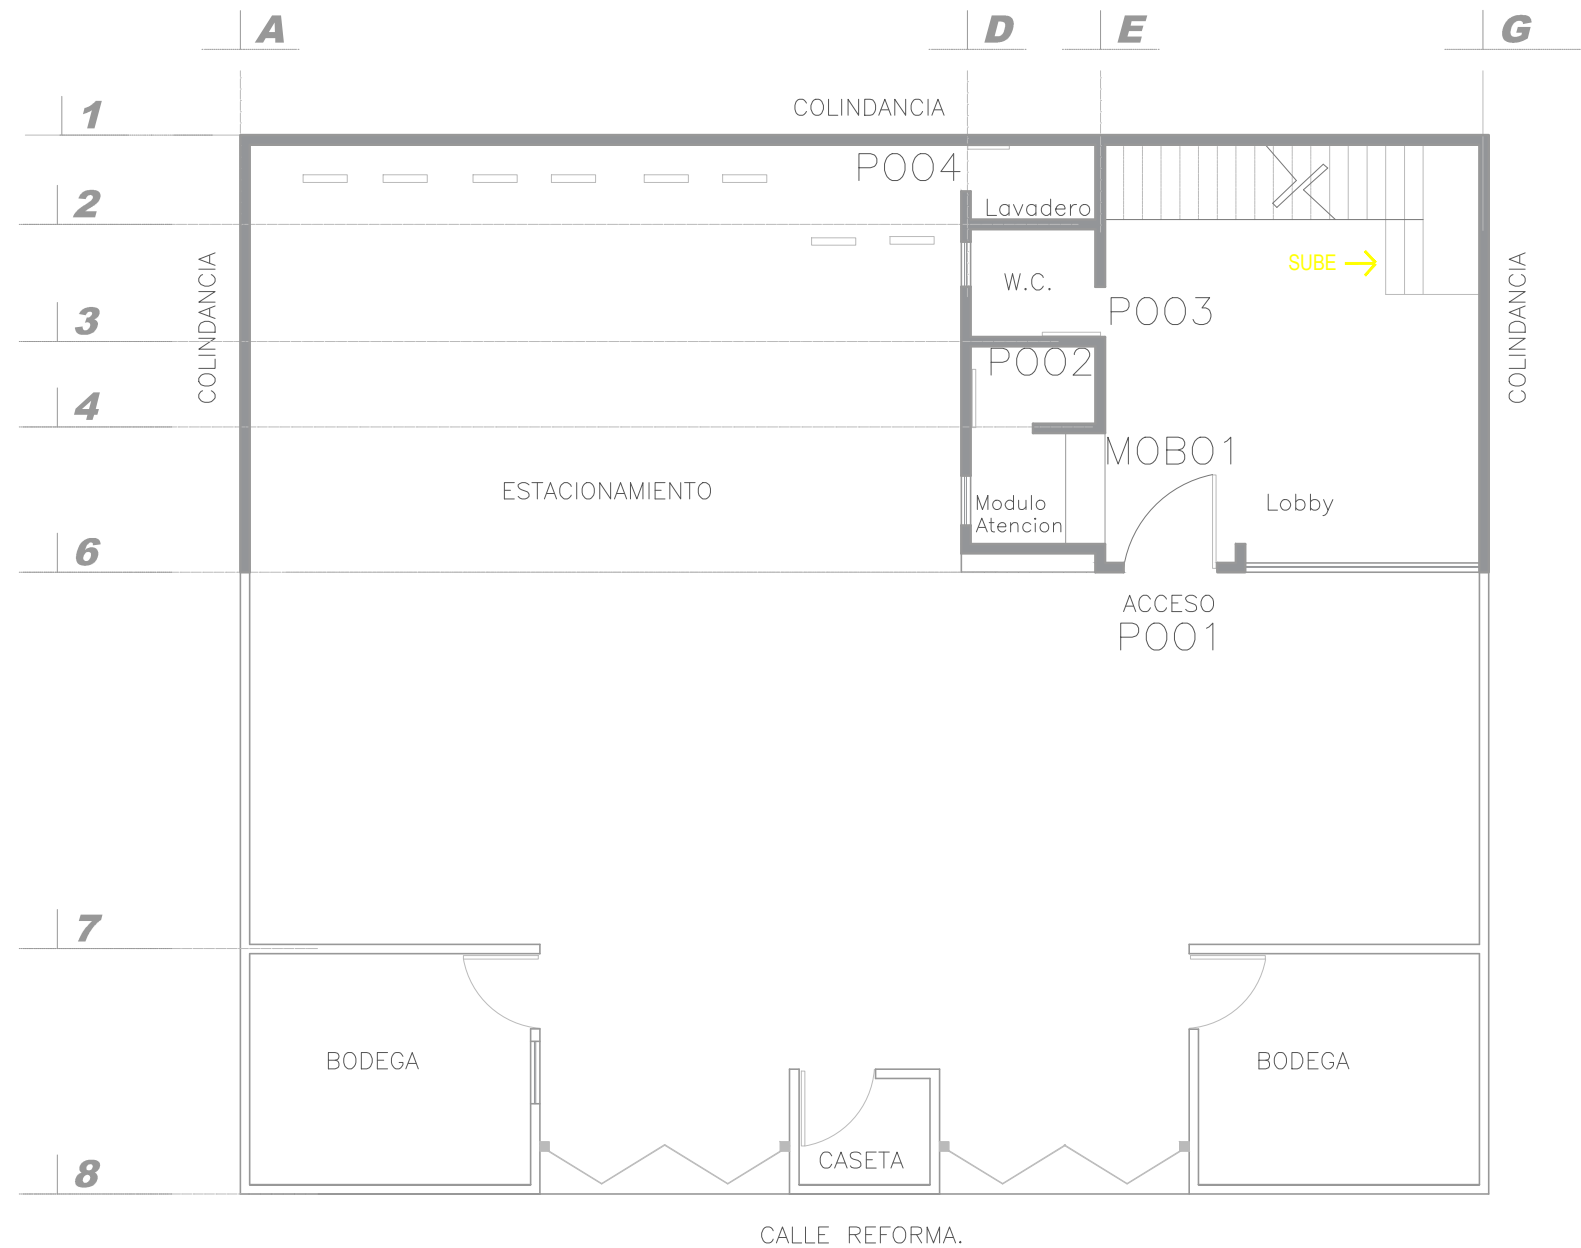 A
D
E
G
1
COLINDANCIA
P004
2
Lavadero
COLINDANCIA
SUBE
COLINDANCIA
W.C.
3
P003
P002
4
M0B01
ESTACIONAMIENTO
Modulo
Atencion
Lobby
6
ACCESO
P001
7
BODEGA
BODEGA
CASETA
8
CALLE REFORMA.